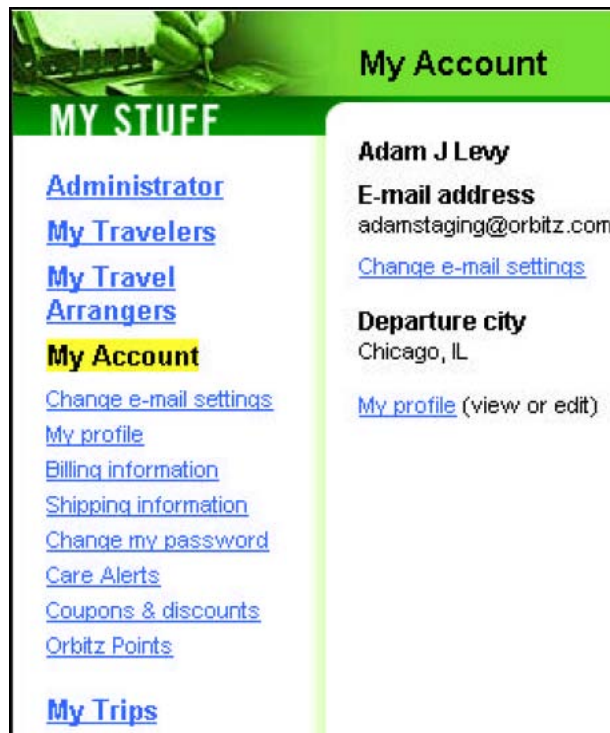 My Account
MY STUFF
Administrator
My Travelers
My Travel
Arrangers
My Account
Change e-mail settings
My profile
Billing information
Shipping information
Change my password
Care Alerts
Coupons & discounts
Orbitz Points
My Trips
Adam J Levy
E-mail address
adamstaging@orbitz.com
Change e-mail settings
Departure city
Chicago, IL
My profile (view or edit)